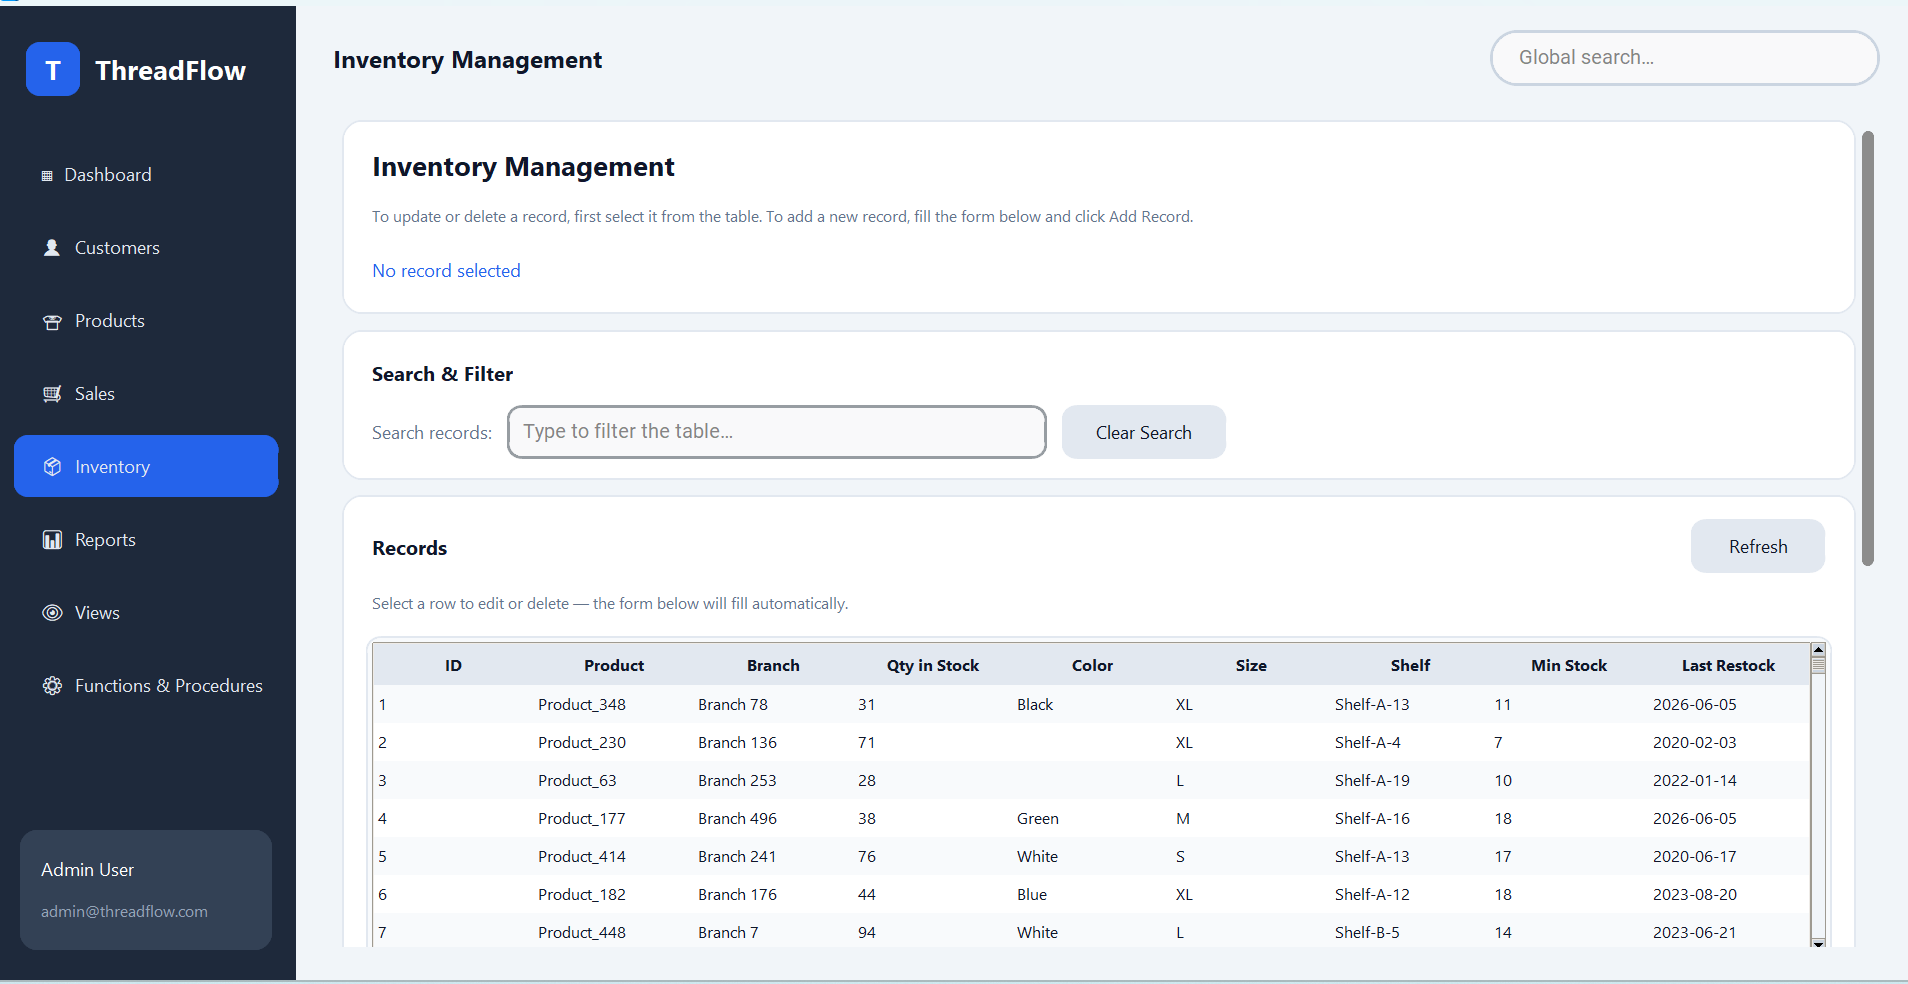 T ThreadFlow
Dashboard
Customers
Products
Sales
Inventory
Reports
Views
Functions & Procedures
Admin User
admin@threadflow.com
Inventory Management
Global search...
Inventory Management
To update or delete a record, first select it from the table. To add a new record, fill the form below and click Add Record.
No record selected
Search & Filter
Search records: Type to filter the table... Clear Search
Records Refresh
Select a row to edit or delete — the form below will fill automatically.
ID Product Branch Qty in Stock Color Size Shelf Min Stock Last Restock
1 Product_348 Branch 78 31 Black XL Shelf-A-13 11 2026-06-05
2 Product_230 Branch 136 71 XL Shelf-A-4 7 2020-02-03
3 Product_63 Branch 253 28 L Shelf-A-19 10 2022-01-14
4 Product_177 Branch 496 38 Green M Shelf-A-16 18 2026-06-05
5 Product_414 Branch 241 76 White S Shelf-A-13 17 2020-06-17
6 Product_182 Branch 176 44 Blue XL Shelf-A-12 18 2023-08-20
7 Product_448 Branch 7 94 White L Shelf-B-5 14 2023-06-21